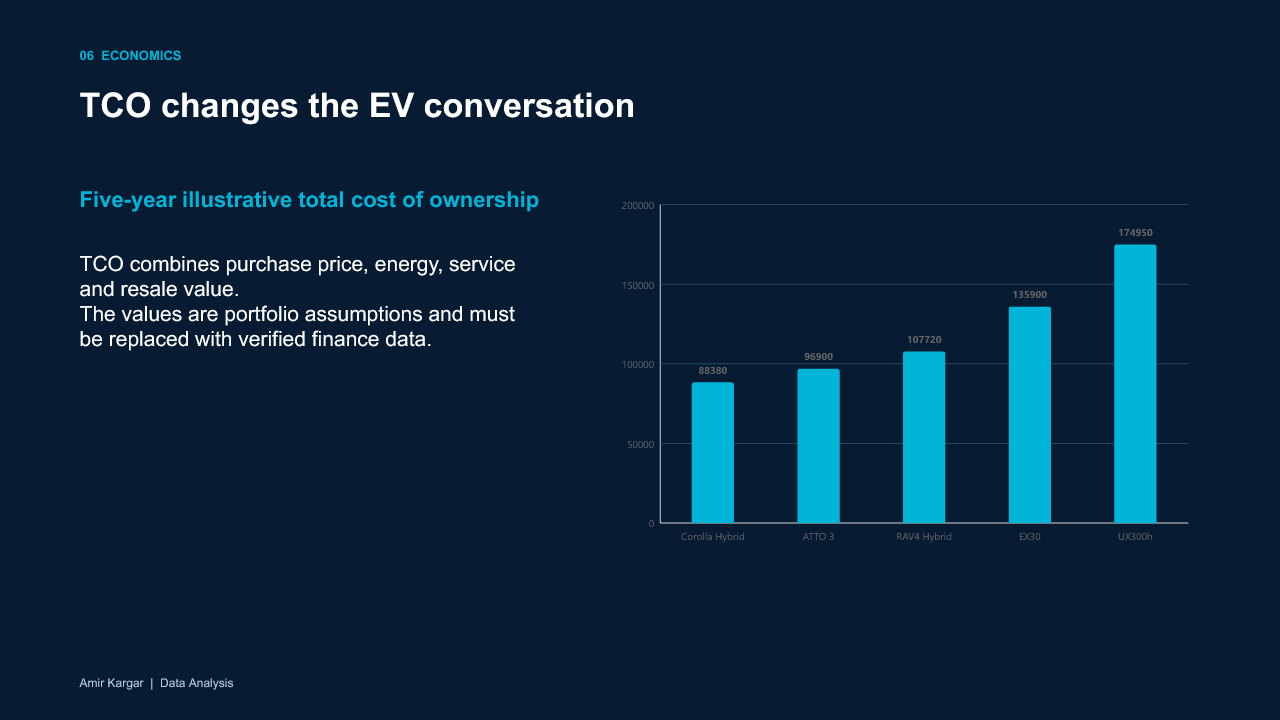 06 ECONOMICS
TCO changes the EV conversation
Five-year illustrative total cost of ownership
TCO combines purchase price, energy, service
and resale value.
The values are portfolio assumptions and must
be replaced with verified finance data.
200000
150000
100000
50000
0
88380
96900
107720
135900
174950
Corolla Hybrid
ATTO 3
RAV4 Hybrid
EX30
UX300h
Amir Kargar | Data Analysis